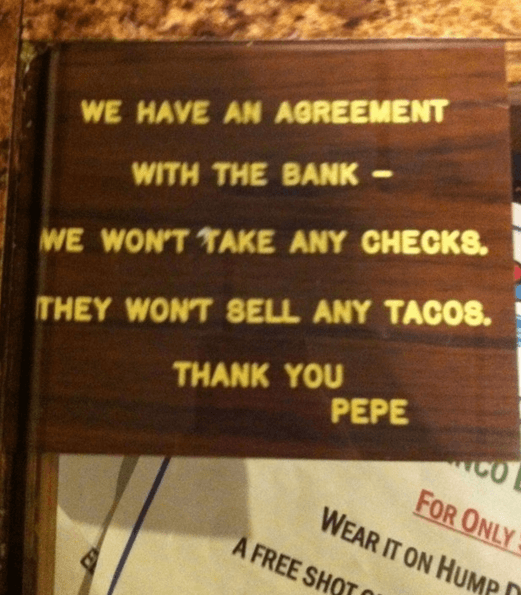 WE HAVE AN AGREEMENT
WITH THE BANK –
WE WON'T TAKE ANY CHECKS.
THEY WON'T SELL ANY TACOS.
THANK YOU
PEPE
FOR ONLY
WEAR IT ON HUMP
A FREE SHOT